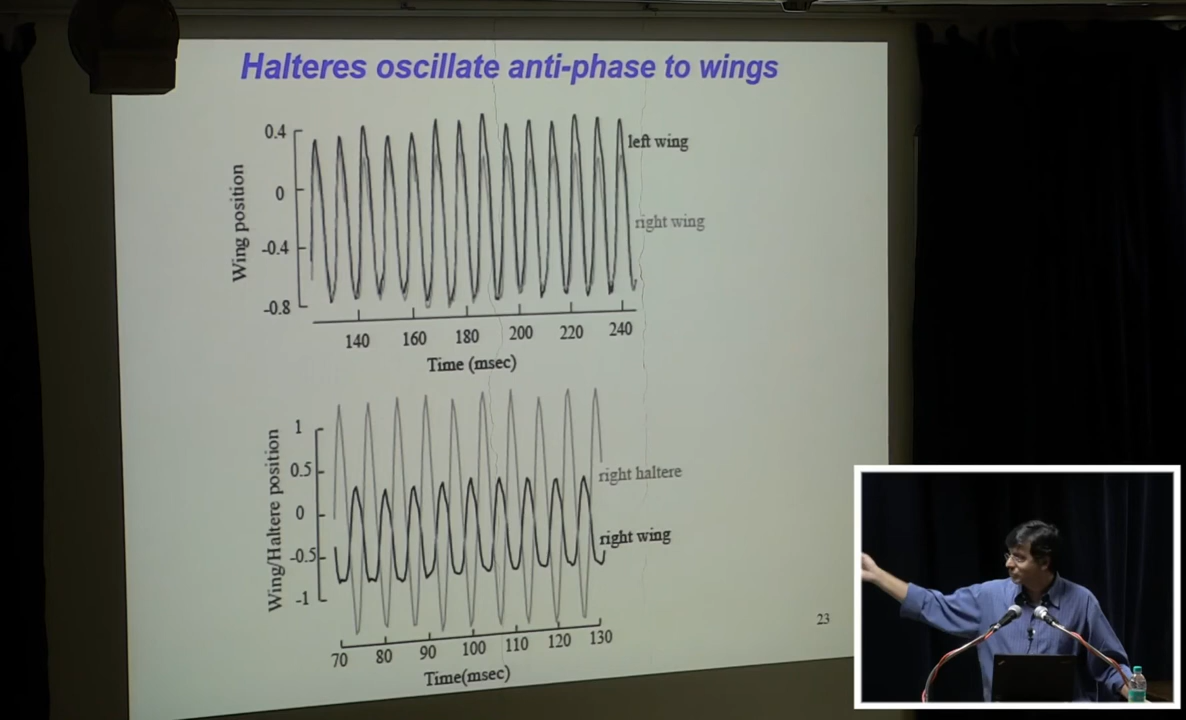 Halteres oscillate anti-phase to wings
Wing position
0.4
0
-0.4
-0.8
left wing
right wing
140 160 180 200 220 240
Time (msec)
Wing/Haltere position
1
0.5
0
-0.5
-1
right haltere
right wing
70 80 90 100 110 120 130
Time(msec)
23